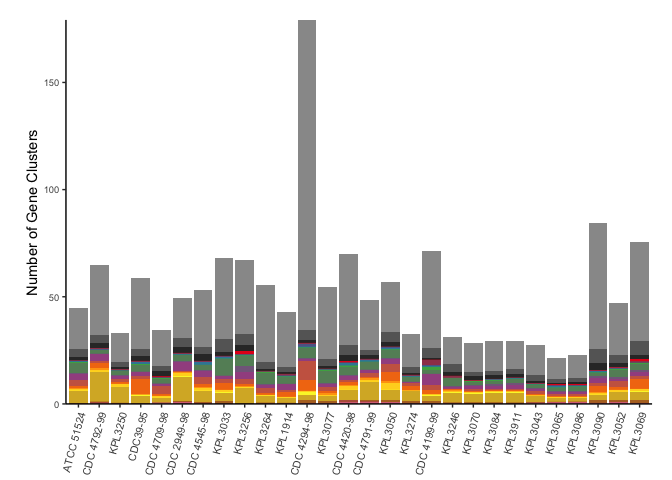 Number of Gene Clusters
150
100
50
0
ATCC 51524
CDC 4792-99
KPL3250
CDC39-95
CDC 4709-98
CDC 2949-98
CDC 4545-98
KPL3033
KPL3256
KPL3264
KPL1914
CDC 4294-98
KPL3077
CDC 4420-98
CDC 4791-99
KPL3050
KPL3274
CDC 4199-99
KPL3246
KPL3070
KPL3084
KPL3911
KPL3043
KPL3065
KPL3086
KPL3090
KPL3052
KPL3069